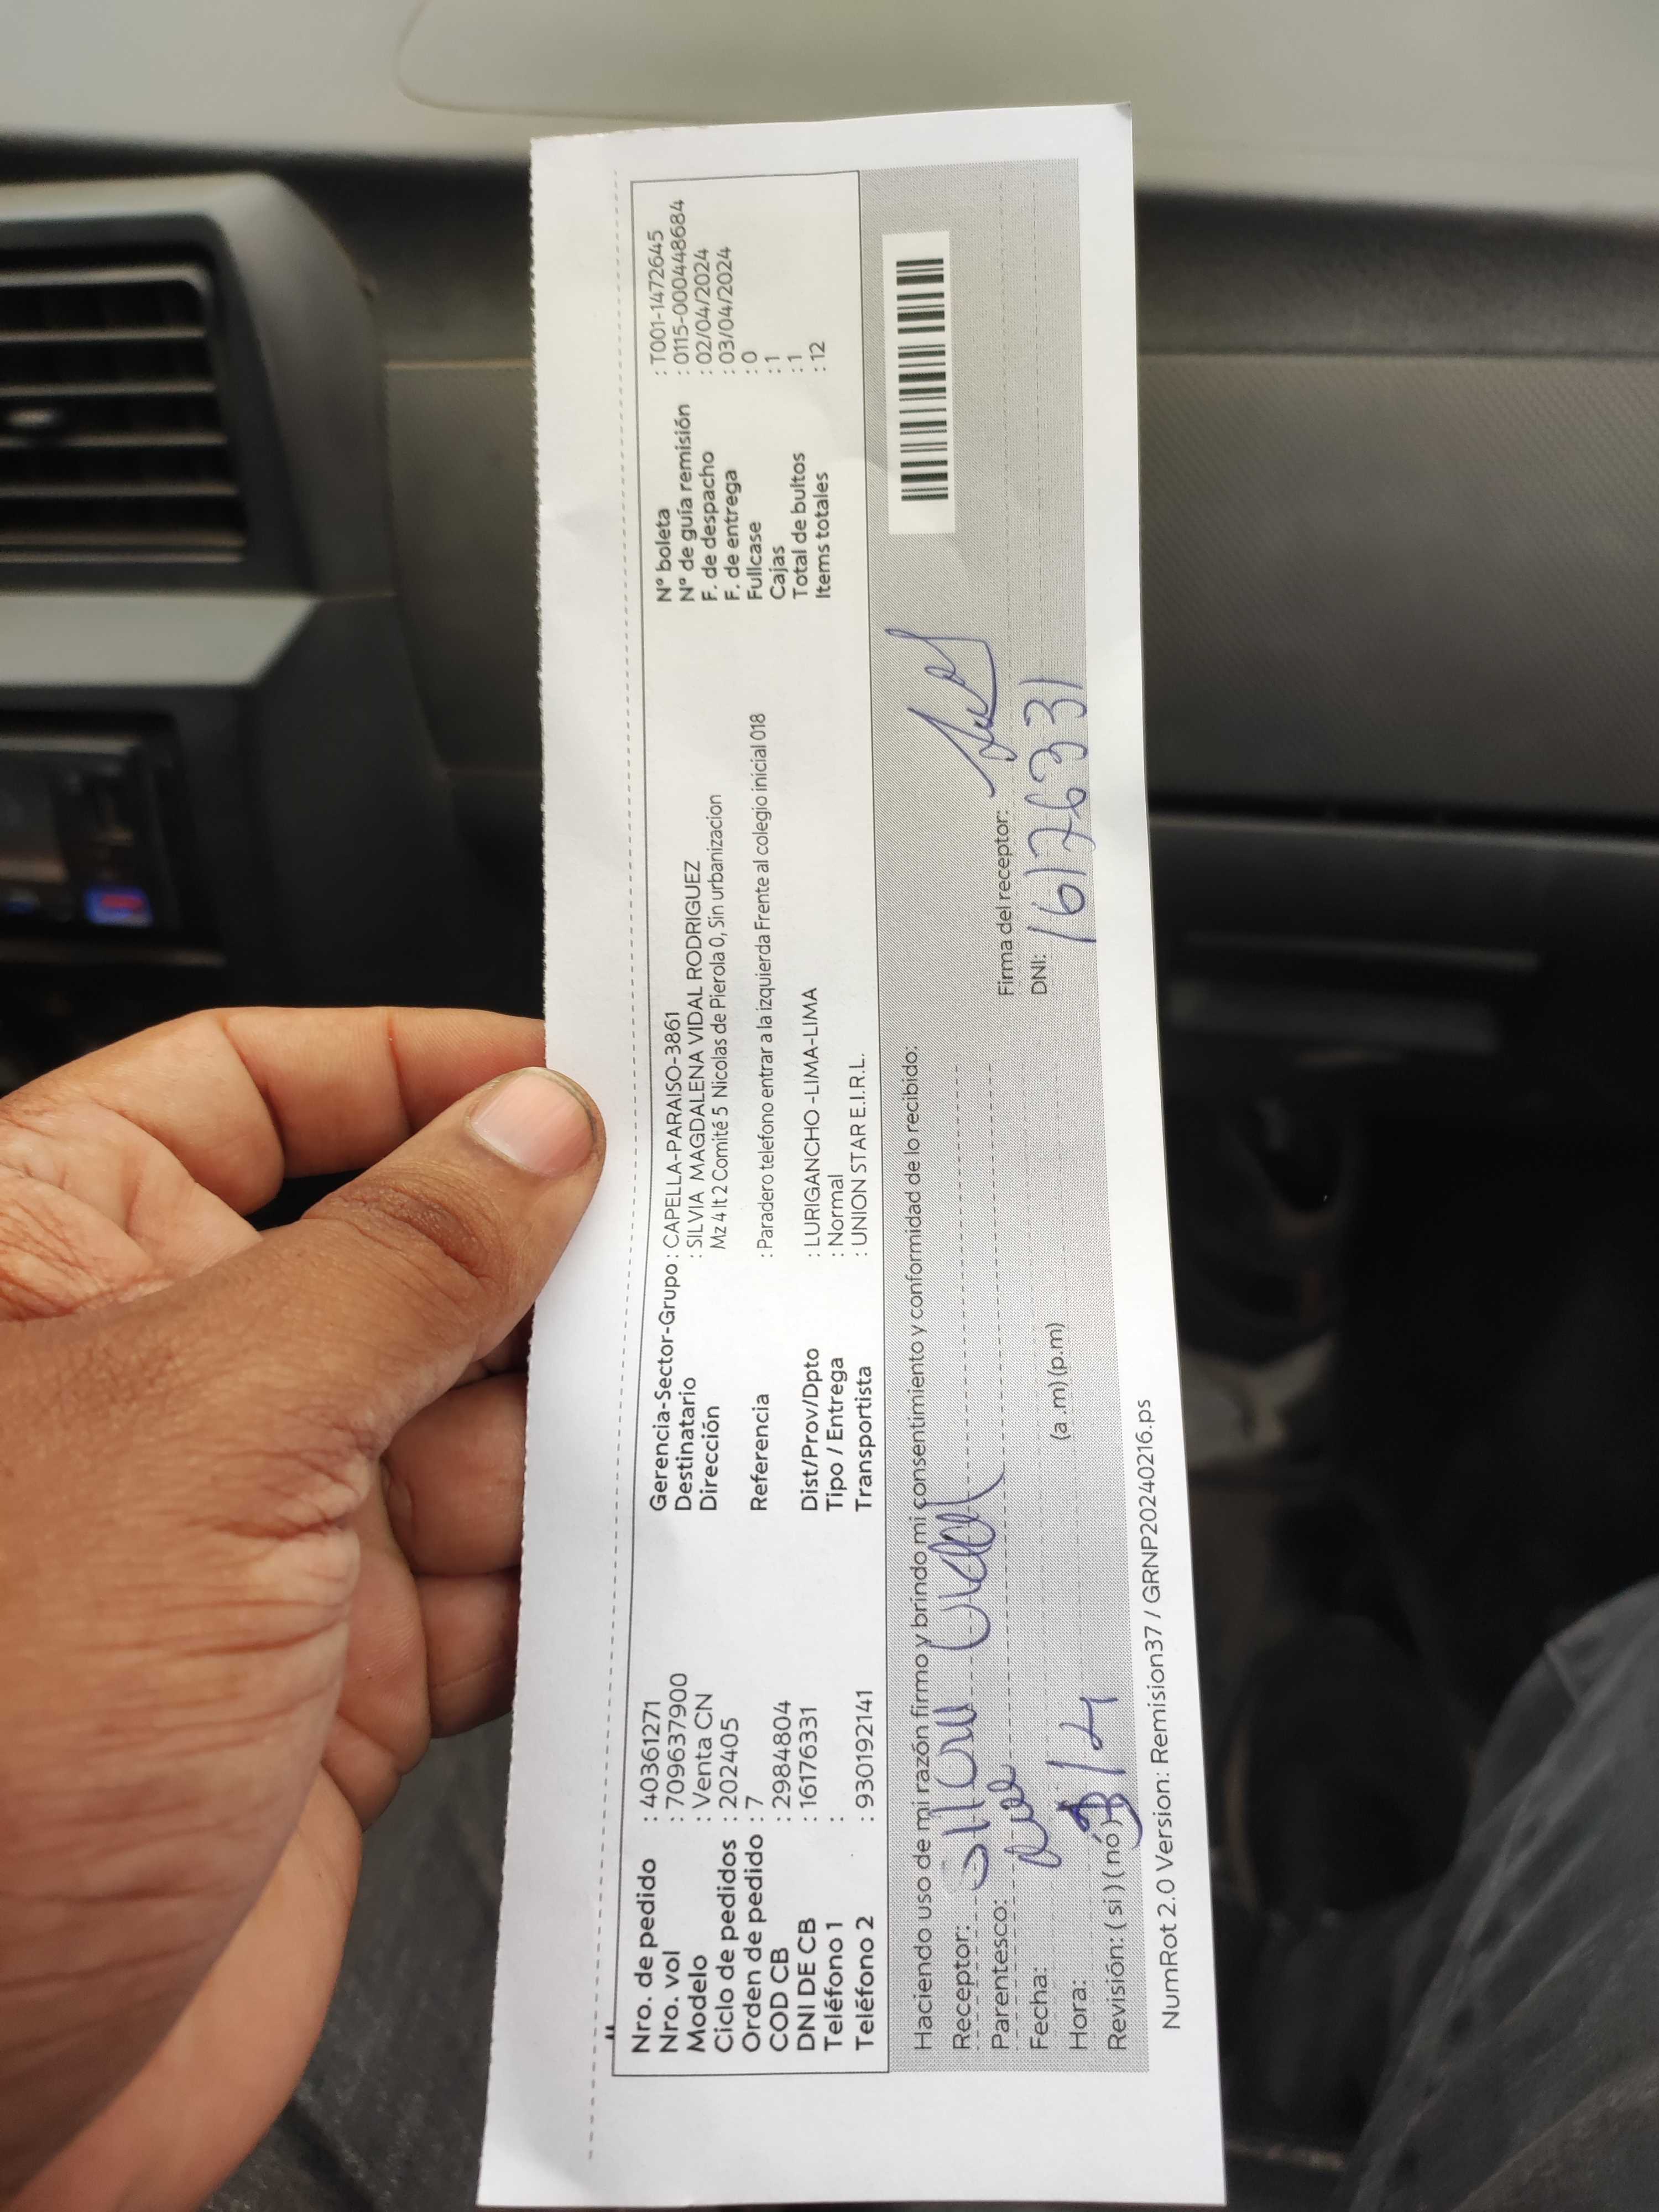 Nro. de pedido : 40361271
Nro. vol : 709637900
Modelo : Venta CN
Ciclo de pedidos : 202405
Orden de pedido : 7
COD CB : 2984804
DNI DE CB : 16176331
Teléfono 1 :
Teléfono 2 : 930192141
Gerencia-Sector-Grupo : CAPELLA-PARAISO-3861
Destinatario : SILVIA MAGDALENA VIDAL RODRIGUEZ
Dirección Mz 4 lt 2 Comité 5 Nicolas de Pierola 0, Sin urbanizacion
Referencia : Paradero telefono entrar a la izquierda Frente al colegio inicial 018
Dist/Prov/Dpto : LURIGANCHO -LIMA-LIMA
Tipo / Entrega : Normal
Transportista : UNION STAR E.I.R.L.
N° boleta : T001-1472645
N° de guía remisión : 0115-0000448684
F. de despacho : 02/04/2024
F. de entrega : 03/04/2024
Fullcase : 0
Cajas : 1
Total de bultos : 1
Items totales : 12
Haciendo uso de mi razón firmo y brindo mi consentimiento y conformidad de lo recibido:
Receptor: Silvia Vidal
Parentesco:
Fecha:
Hora: 3/4 (a .m) (p.m)
Revisión: ( si ) ( nó )
Firma del receptor:
DNI: 16176331
NumRot 2.0 Version: Remision37 / GRNP20240216.ps